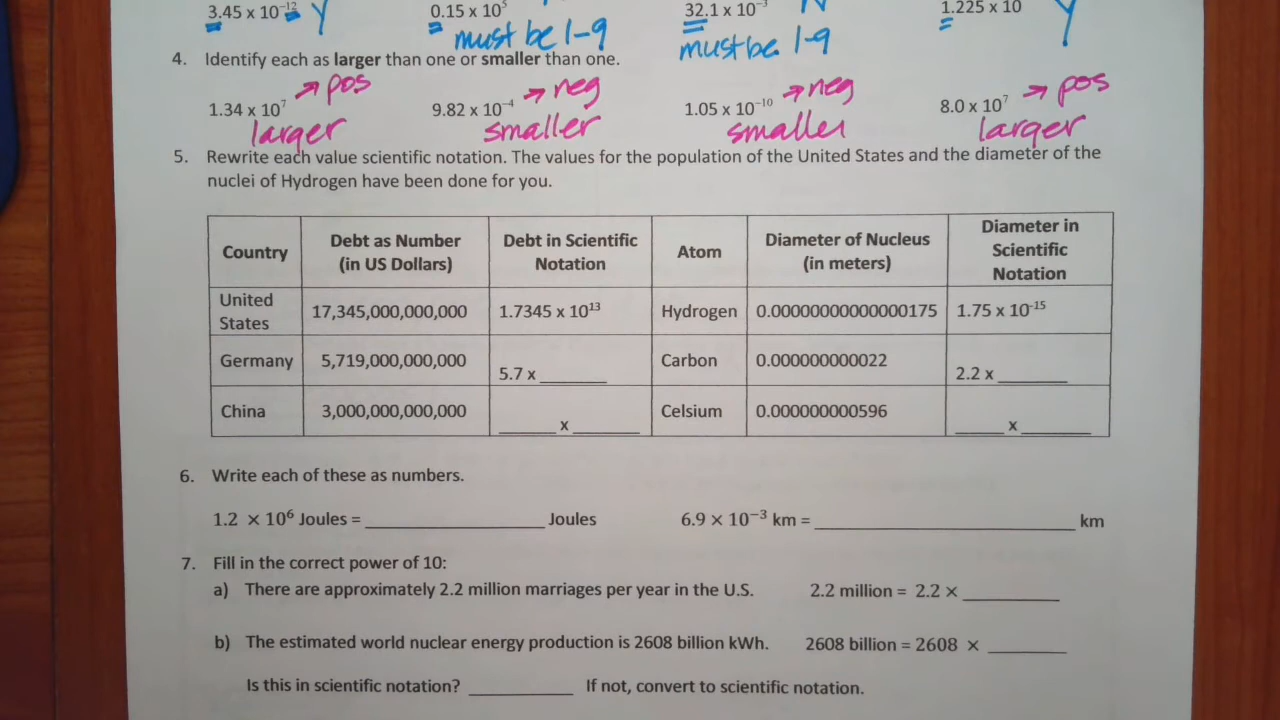 3.45 x 10⁻¹² Y 0.15 x 10⁵ 32.1 x 10⁻³ N 1.225 x 10 Y
must be 1-9 must be 1-9
4. Identify each as larger than one or smaller than one.
1.34 x 10⁷ → pos 9.82 x 10⁻⁴ → neg 1.05 x 10⁻¹⁰ → neg 8.0 x 10⁷ → pos
larger smaller smaller larger
5. Rewrite each value scientific notation. The values for the population of the United States and the diameter of the
nuclei of Hydrogen have been done for you.
Country Debt as Number (in US Dollars) Debt in Scientific Notation Atom Diameter of Nucleus (in meters) Diameter in Scientific Notation
United States 17,345,000,000,000 1.7345 x 10¹³ Hydrogen 0.00000000000000175 1.75 x 10⁻¹⁵
Germany 5,719,000,000,000 5.7 x ______ Carbon 0.000000000022 2.2 x ______
China 3,000,000,000,000 _____ x ______ Celsium 0.000000000596 _____ x ______
6. Write each of these as numbers.
1.2 × 10⁶ Joules = ________________ Joules 6.9 × 10⁻³ km = ________________ km
7. Fill in the correct power of 10:
a) There are approximately 2.2 million marriages per year in the U.S. 2.2 million = 2.2 × ________
b) The estimated world nuclear energy production is 2608 billion kWh. 2608 billion = 2608 × ________
Is this in scientific notation? ________ If not, convert to scientific notation.